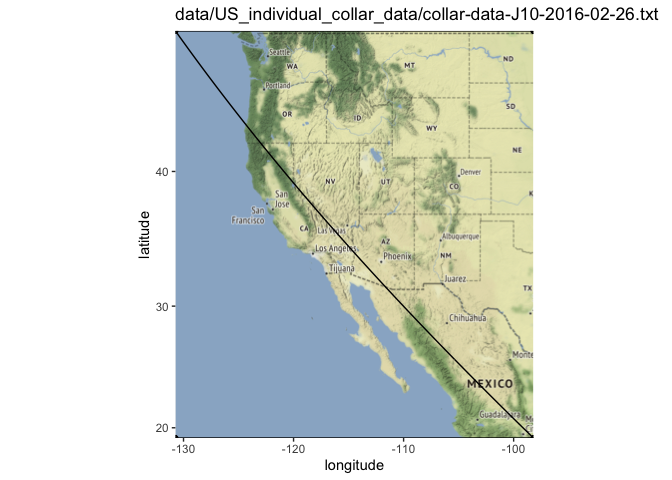 data/US_individual_collar_data/collar-data-J10-2016-02-26.txt
Seattle
WA
MT
ND
Portland
OR
ID
SD
WY
NE
40
NV
UT
Denver
CO
San
Jose
San
Francisco
CA
Las Vegas
Los Angeles
AZ
Phoenix
Albuquerque
NM
Tijuana
Juarez
TX
latitude
30
Chihuahua
Monte
MEXICO
Guadalajara
20
-130
-120
-110
-100
longitude